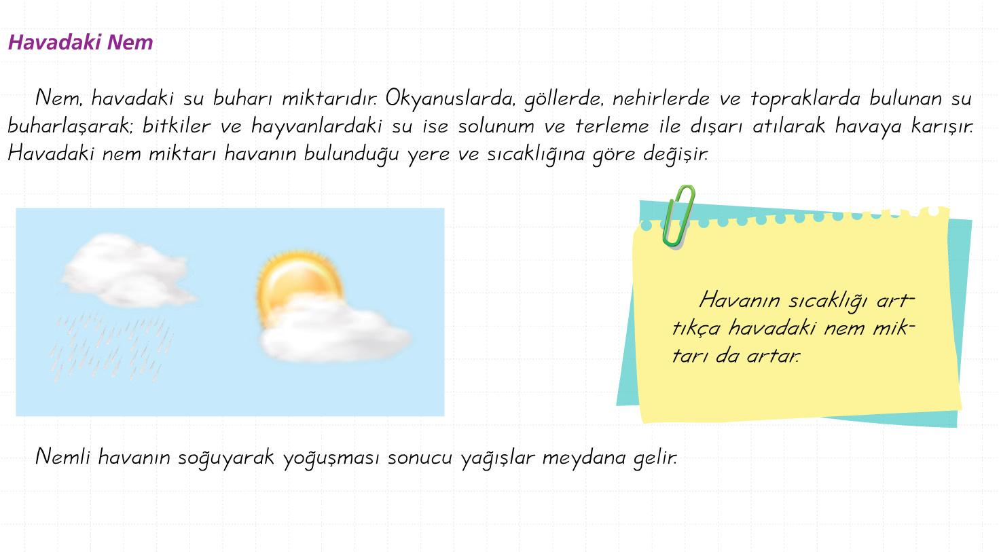 Havadaki Nem
Nem, havadaki su buharı miktarıdır. Okyanuslarda, göllerde, nehirlerde ve topraklarda bulunan su
buharlaşarak; bitkiler ve hayvanlardaki su ise solunum ve terleme ile dışarı atılarak havaya karışır.
Havadaki nem miktarı havanın bulunduğu yere ve sıcaklığına göre değişir.
Havanın sıcaklığı art-
tıkça havadaki nem mik-
tarı da artar.
Nemli havanın soğuyarak yoğuşması sonucu yağışlar meydana gelir.